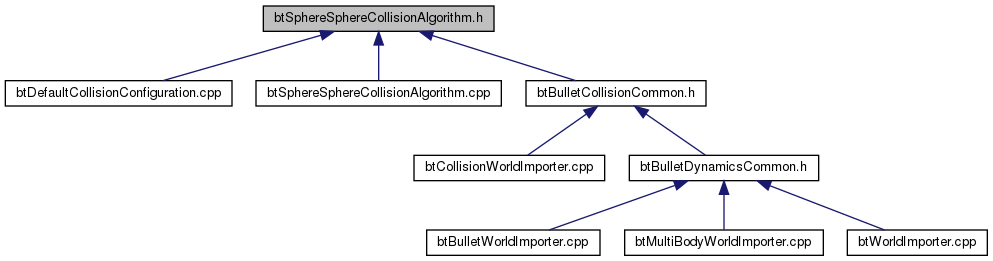 btSphereSphereCollisionAlgorithm.h
btDefaultCollisionConfiguration.cpp
btSphereSphereCollisionAlgorithm.cpp
btBulletCollisionCommon.h
btCollisionWorldImporter.cpp
btBulletDynamicsCommon.h
btBulletWorldImporter.cpp
btMultiBodyWorldImporter.cpp
btWorldImporter.cpp